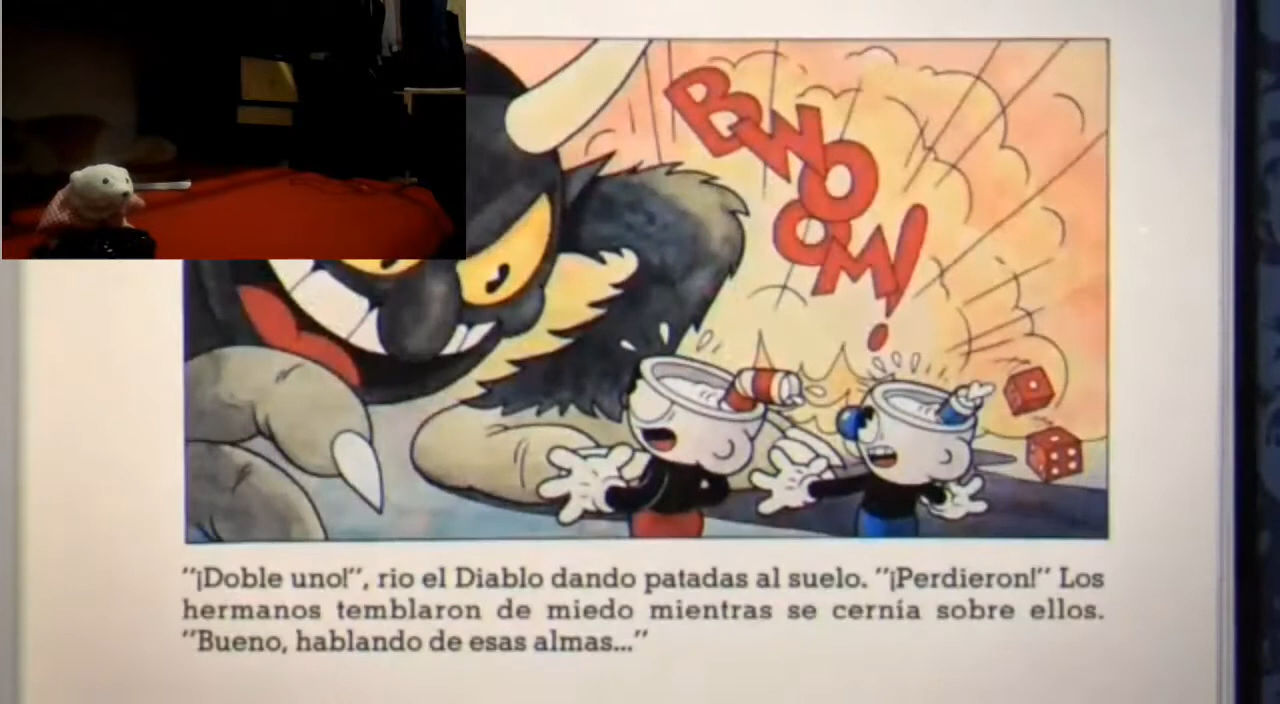 BWOOM!
"¡Doble uno!", rio el Diablo dando patadas al suelo. "¡Perdieron!" Los
hermanos temblaron de miedo mientras se cernía sobre ellos.
"Bueno, hablando de esas almas..."